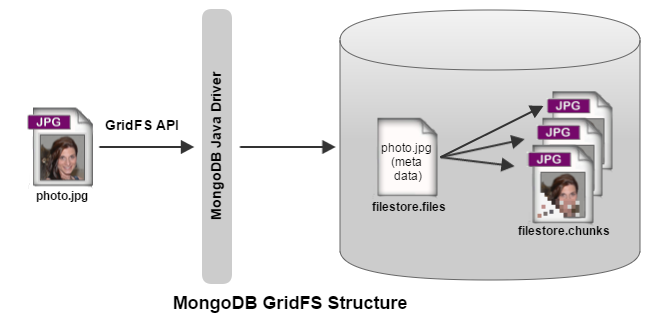 JPG
photo.jpg
GridFS API
MongoDB Java Driver
photo.jpg
(meta
data)
filestore.files
JPG
JPG
JPG
filestore.chunks
MongoDB GridFS Structure